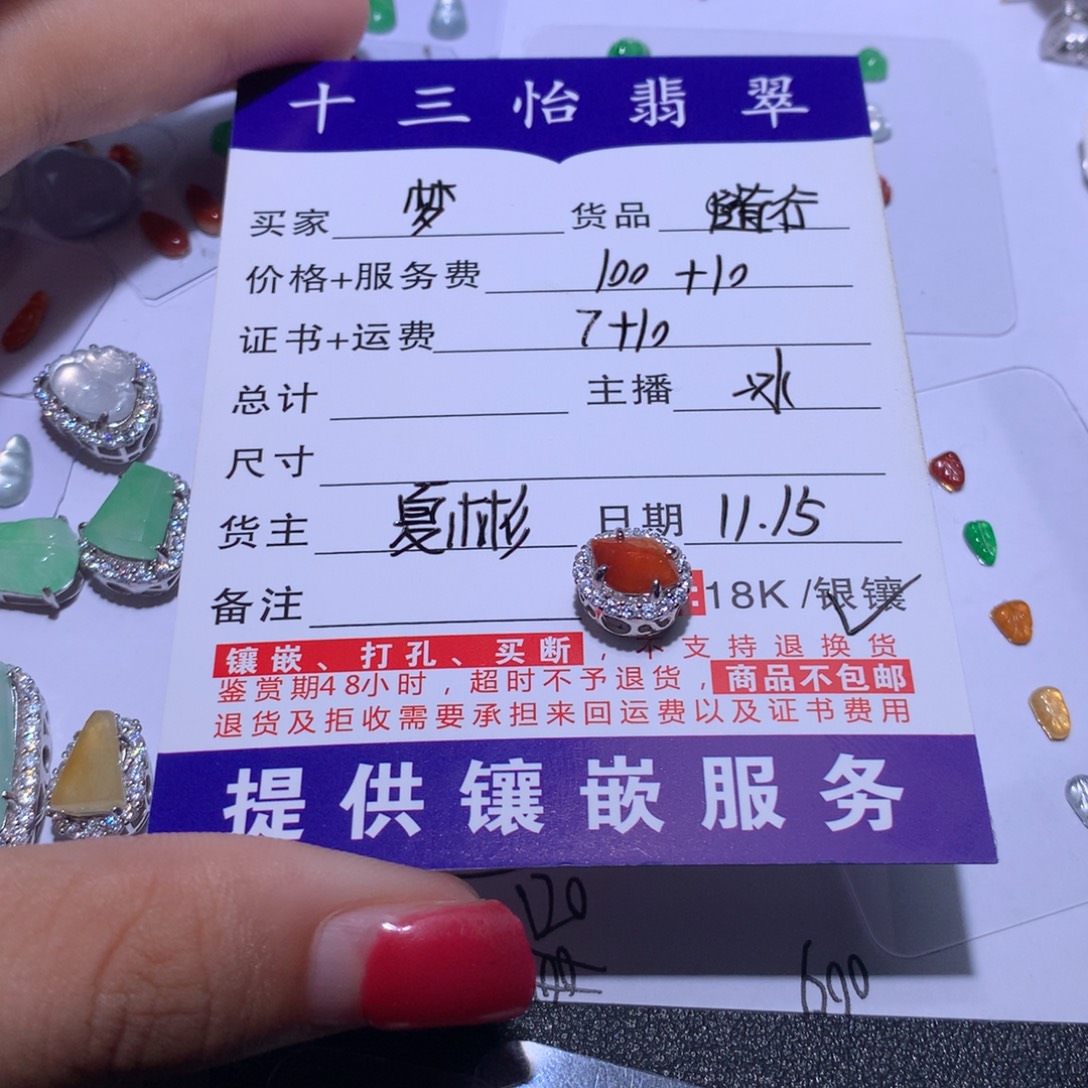 十三怡翡翠
买家 梦 货品 随行
价格+服务费 100 +10
证书+运费 7+10
总计 主播 冰
尺寸
货主 夏彬 日期 11.15
备注 :18K /银镶
镶嵌、打孔、买断,不支持退换货
鉴赏期48小时,超时不予退货,商品不包邮
退货及拒收需要承担来回运费以及证书费用
提供镶嵌服务
120
690